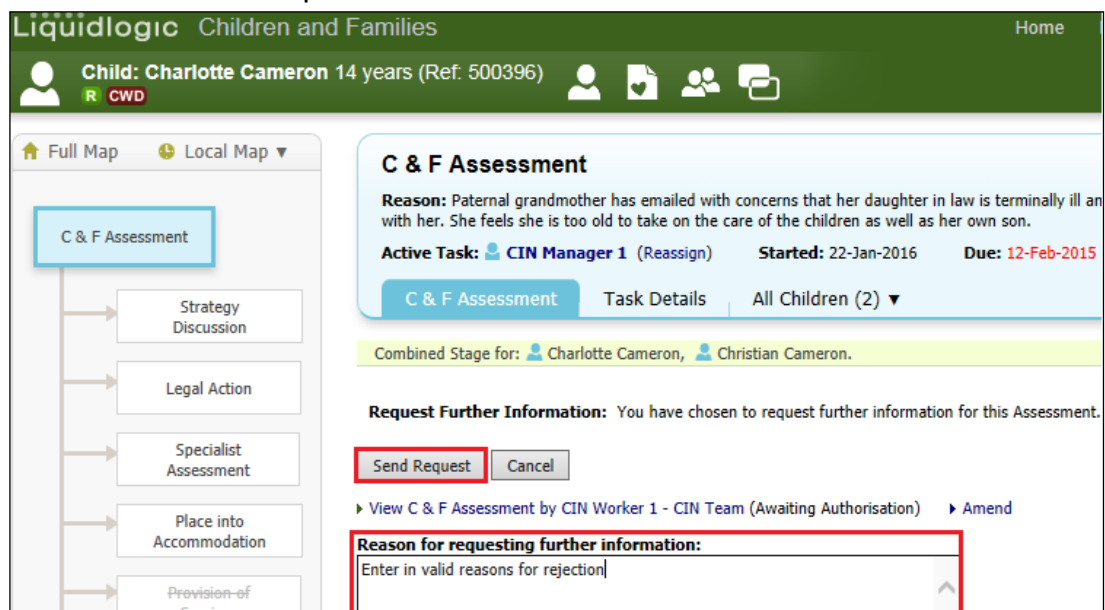 Liquidlogic Children and Families
Home
Child: Charlotte Cameron 14 years (Ref: 500396)
R CWD
Full Map
Local Map ▼
C & F Assessment
Strategy
Discussion
Legal Action
Specialist
Assessment
Place into
Accommodation
Provision of
C & F Assessment
Reason: Paternal grandmother has emailed with concerns that her daughter in law is terminally ill an
with her. She feels she is too old to take on the care of the children as well as her own son.
Active Task: CIN Manager 1 (Reassign) Started: 22-Jan-2016 Due: 12-Feb-2015
C & F Assessment Task Details All Children (2) ▼
Combined Stage for: Charlotte Cameron, Christian Cameron.
Request Further Information: You have chosen to request further information for this Assessment.
Send Request Cancel
View C & F Assessment by CIN Worker 1 - CIN Team (Awaiting Authorisation) Amend
Reason for requesting further information:
Enter in valid reasons for rejection